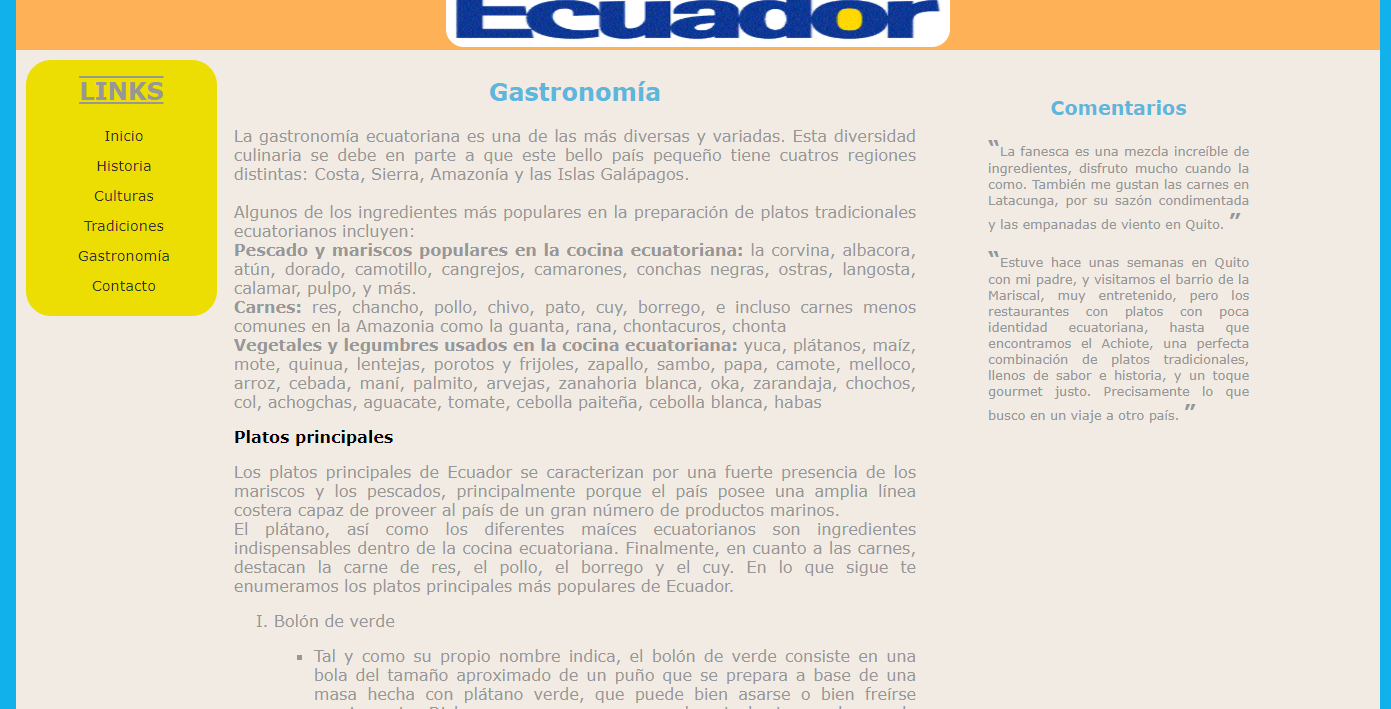 Ecuador
LINKS
Inicio
Historia
Culturas
Tradiciones
Gastronomía
Contacto
Gastronomía
La gastronomía ecuatoriana es una de las más diversas y variadas. Esta diversidad
culinaria se debe en parte a que este bello país pequeño tiene cuatros regiones
distintas: Costa, Sierra, Amazonía y las Islas Galápagos.
Algunos de los ingredientes más populares en la preparación de platos tradicionales
ecuatorianos incluyen:
Pescado y mariscos populares en la cocina ecuatoriana: la corvina, albacora,
atún, dorado, camotillo, cangrejos, camarones, conchas negras, ostras, langosta,
calamar, pulpo, y más.
Carnes: res, chancho, pollo, chivo, pato, cuy, borrego, e incluso carnes menos
comunes en la Amazonia como la guanta, rana, chontacuros, chonta
Vegetales y legumbres usados en la cocina ecuatoriana: yuca, plátanos, maíz,
mote, quinua, lentejas, porotos y frijoles, zapallo, sambo, papa, camote, melloco,
arroz, cebada, maní, palmito, arvejas, zanahoria blanca, oka, zarandaja, chochos,
col, achogchas, aguacate, tomate, cebolla paiteña, cebolla blanca, habas
Platos principales
Los platos principales de Ecuador se caracterizan por una fuerte presencia de los
mariscos y los pescados, principalmente porque el país posee una amplia línea
costera capaz de proveer al país de un gran número de productos marinos.
El plátano, así como los diferentes maíces ecuatorianos son ingredientes
indispensables dentro de la cocina ecuatoriana. Finalmente, en cuanto a las carnes,
destacan la carne de res, el pollo, el borrego y el cuy. En lo que sigue te
enumeramos los platos principales más populares de Ecuador.
I. Bolón de verde
▪ Tal y como su propio nombre indica, el bolón de verde consiste en una
bola del tamaño aproximado de un puño que se prepara a base de una
masa hecha con plátano verde, que puede bien asarse o bien freírse
Comentarios
“La fanesca es una mezcla increíble de
ingredientes, disfruto mucho cuando la
como. También me gustan las carnes en
Latacunga, por su sazón condimentada
y las empanadas de viento en Quito. ”
“Estuve hace unas semanas en Quito
con mi padre, y visitamos el barrio de la
Mariscal, muy entretenido, pero los
restaurantes con platos con poca
identidad ecuatoriana, hasta que
encontramos el Achiote, una perfecta
combinación de platos tradicionales,
llenos de sabor e historia, y un toque
gourmet justo. Precisamente lo que
busco en un viaje a otro país. ”